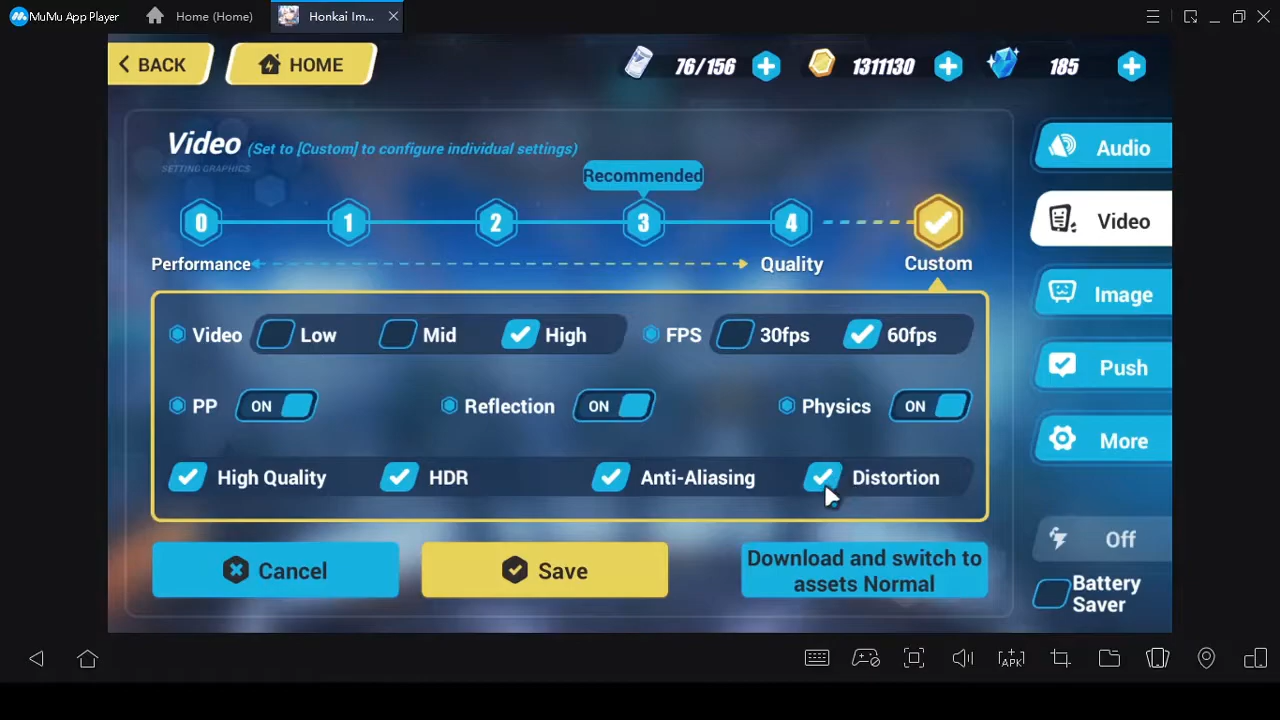 MuMu App Player
Home (Home)
Honkai Im...
BACK
HOME
76/156
1311130
185
Video (Set to [Custom] to configure individual settings)
SETTING GRAPHICS
Recommended
0
1
2
3
4
Performance
Quality
Custom
Video
Low
Mid
High
FPS
30fps
60fps
PP
ON
Reflection
ON
Physics
ON
High Quality
HDR
Anti-Aliasing
Distortion
Cancel
Save
Download and switch to
assets Normal
Audio
Video
Image
Push
More
Off
Battery
Saver
APK